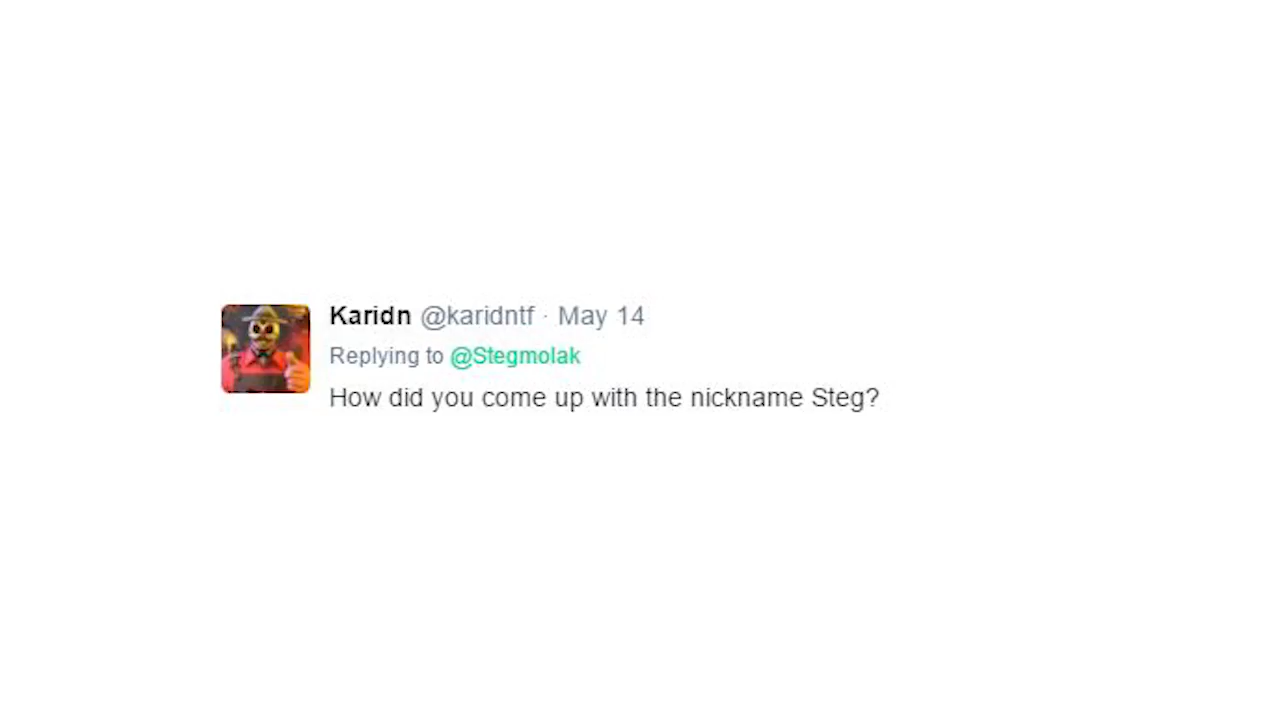 Karidn @karidntf · May 14
Replying to @Stegmolak
How did you come up with the nickname Steg?